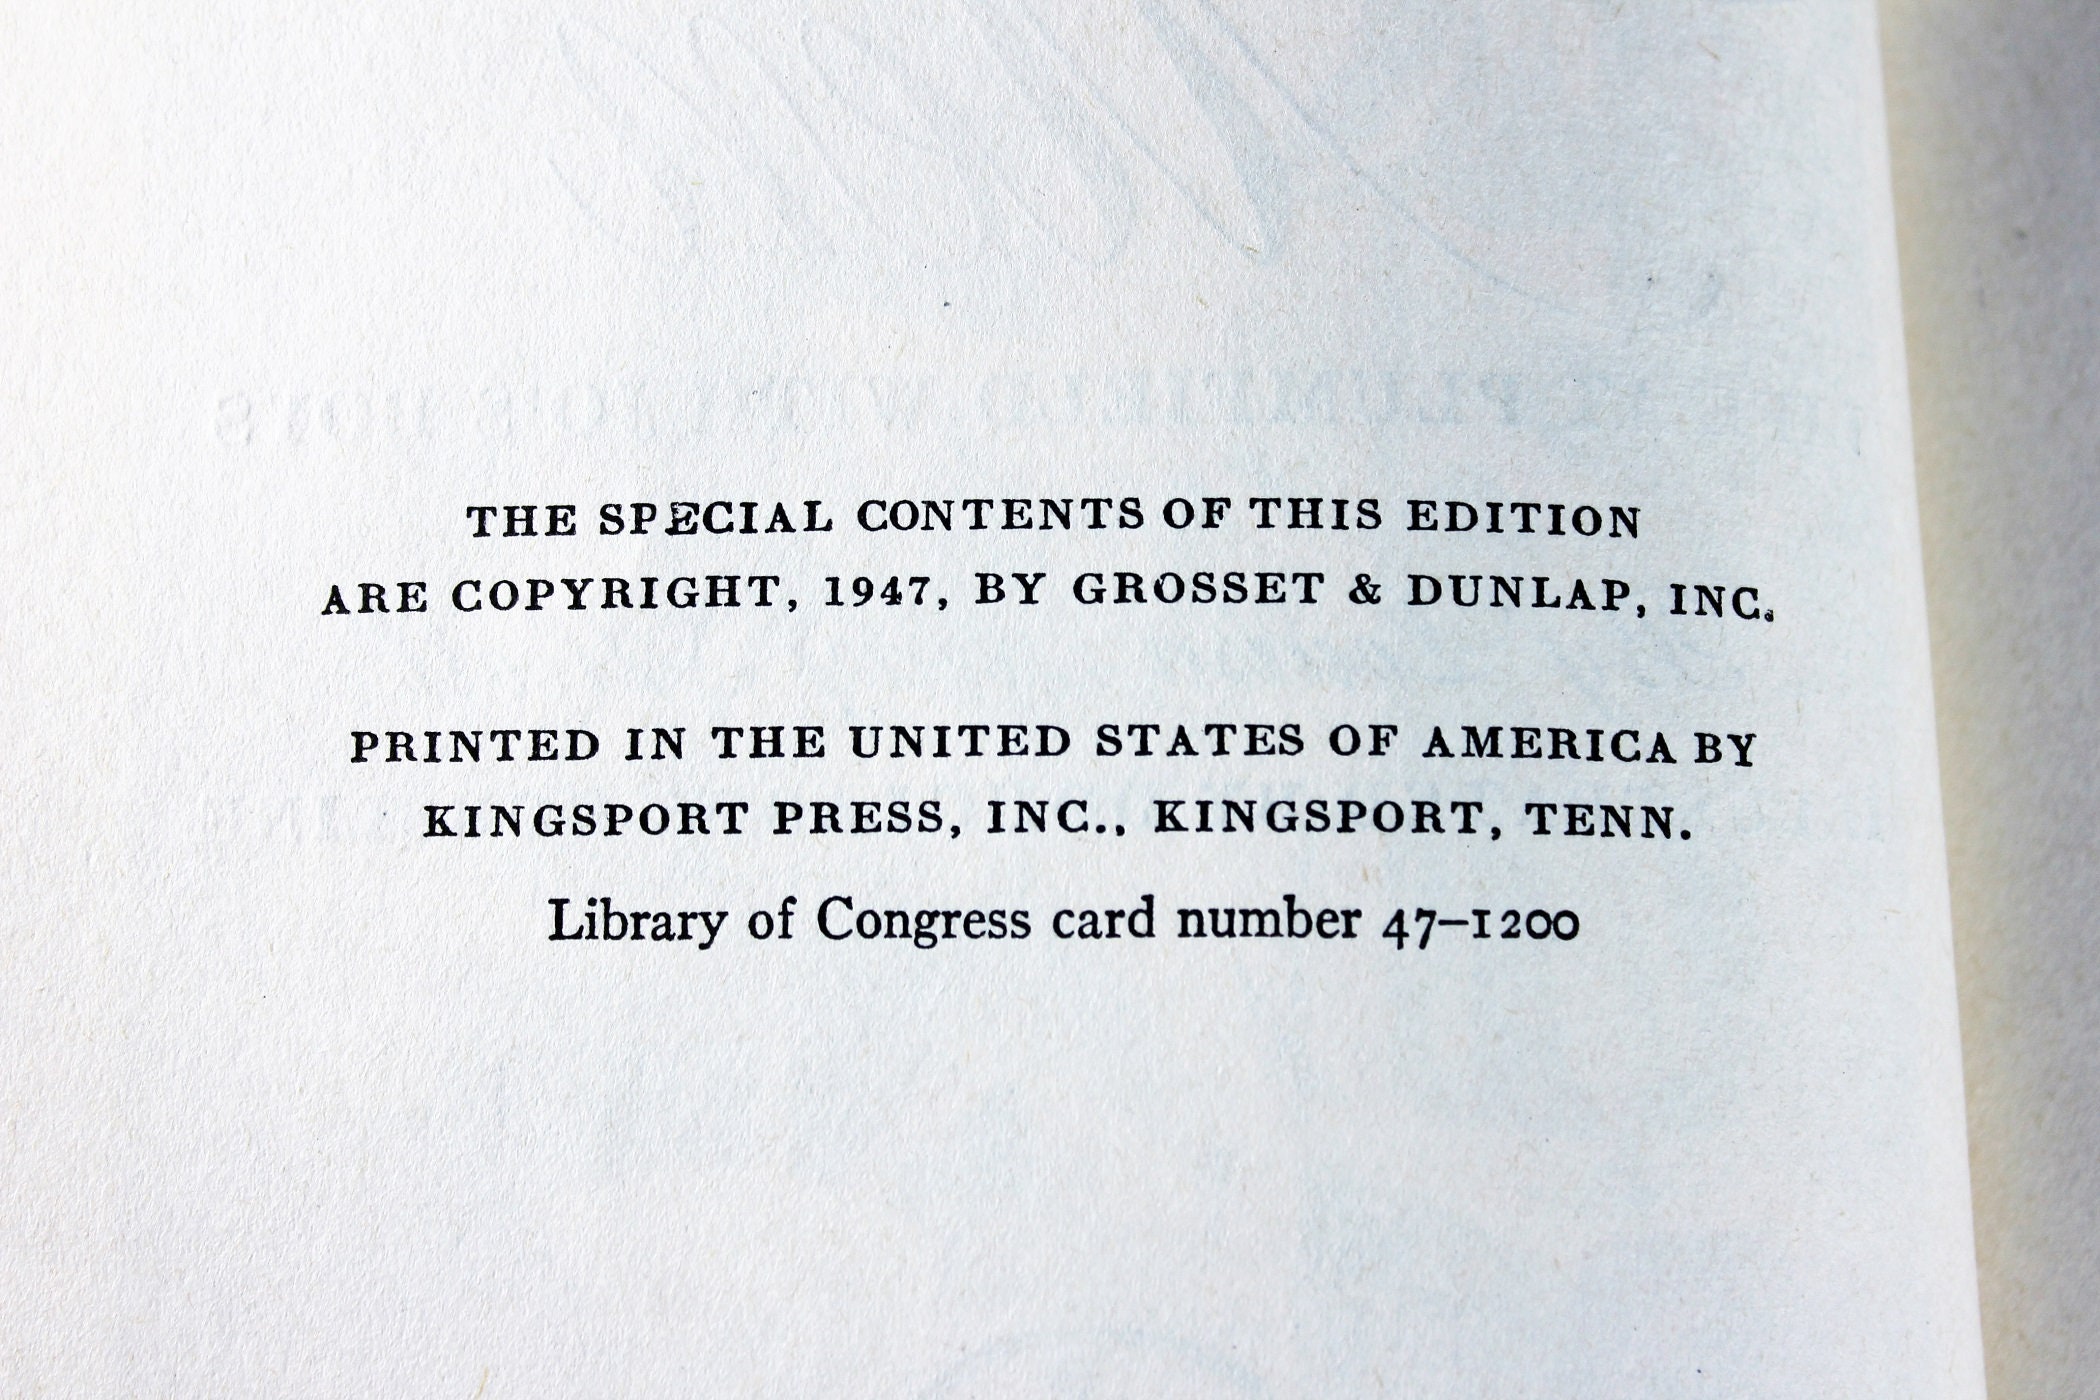 THE SPECIAL CONTENTS OF THIS EDITION
ARE COPYRIGHT, 1947, BY GROSSET & DUNLAP, INC.
PRINTED IN THE UNITED STATES OF AMERICA BY
KINGSPORT PRESS, INC., KINGSPORT, TENN.
Library of Congress card number 47–1200